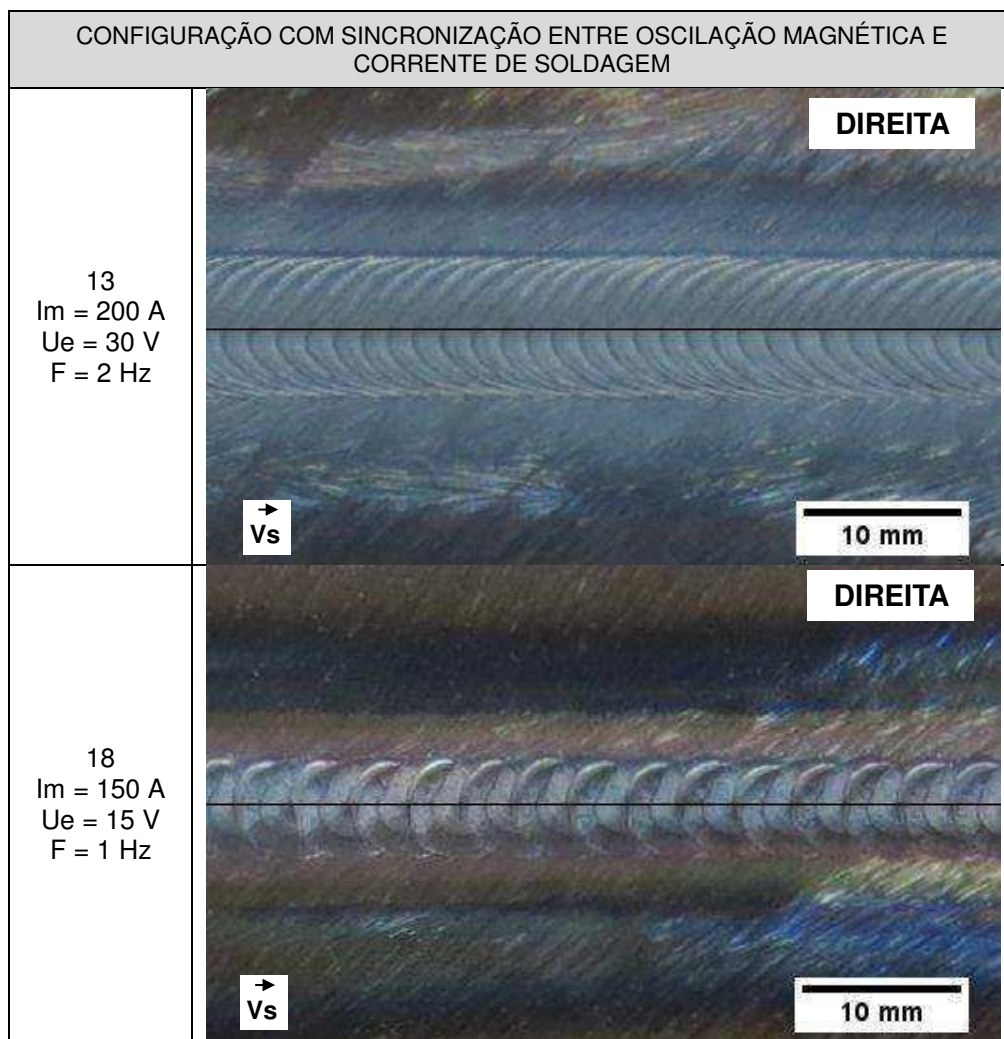 CONFIGURAÇÃO COM SINCRONIZAÇÃO ENTRE OSCILAÇÃO MAGNÉTICA E
CORRENTE DE SOLDAGEM
13
Im = 200 A
Ue = 30 V
F = 2 Hz
DIREITA
Vs
10 mm
18
Im = 150 A
Ue = 15 V
F = 1 Hz
DIREITA
Vs
10 mm